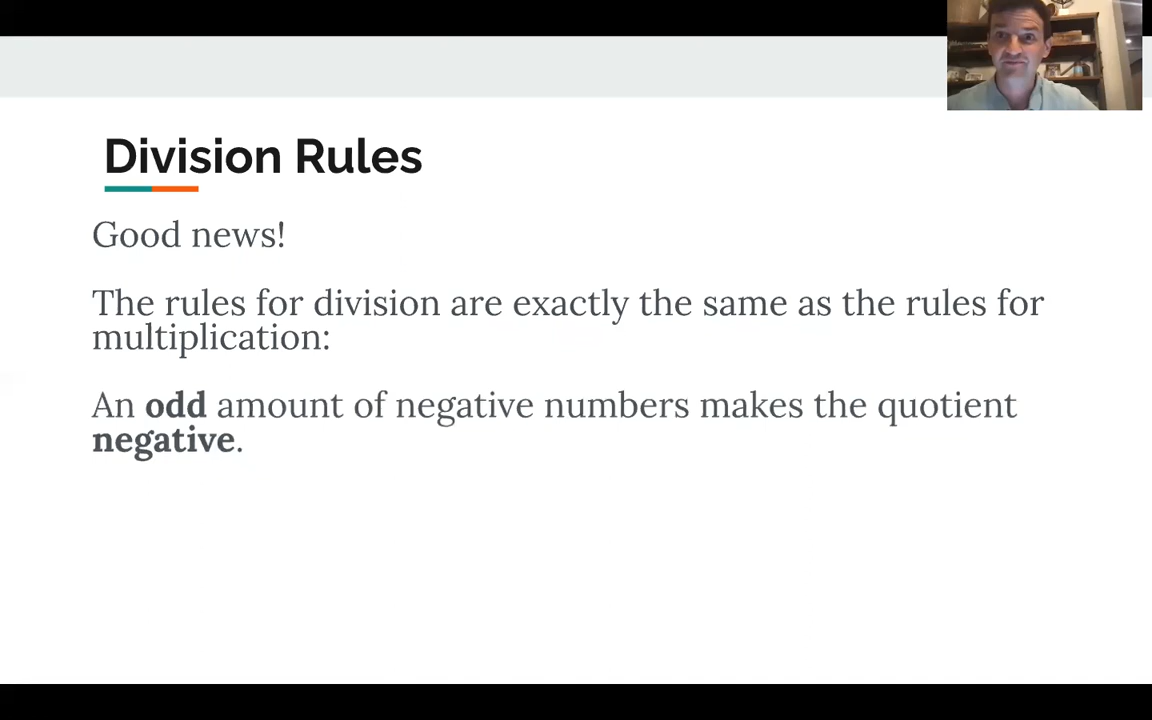 Division Rules
Good news!
The rules for division are exactly the same as the rules for
multiplication:
An odd amount of negative numbers makes the quotient
negative.